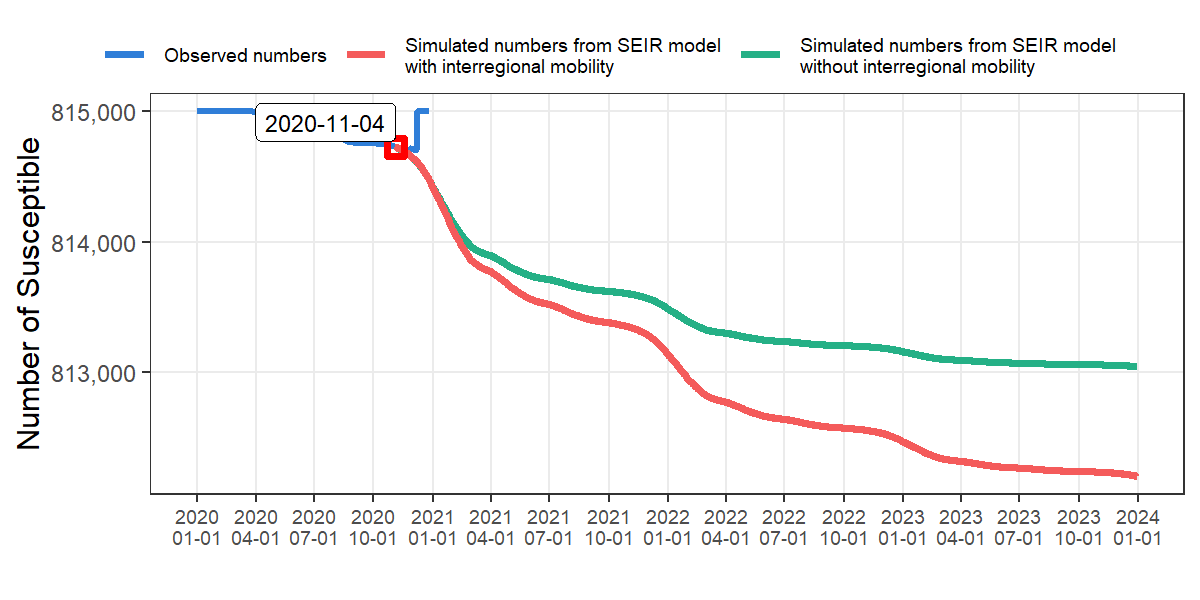 Observed numbers
Simulated numbers from SEIR model
with interregional mobility
Simulated numbers from SEIR model
without interregional mobility
Number of Susceptible
815,000
814,000
813,000
2020-11-04
2020 2020 2020 2020 2021 2021 2021 2021 2022 2022 2022 2022 2023 2023 2023 2023 2024
01-01 04-01 07-01 10-01 01-01 04-01 07-01 10-01 01-01 04-01 07-01 10-01 01-01 04-01 07-01 10-01 01-01